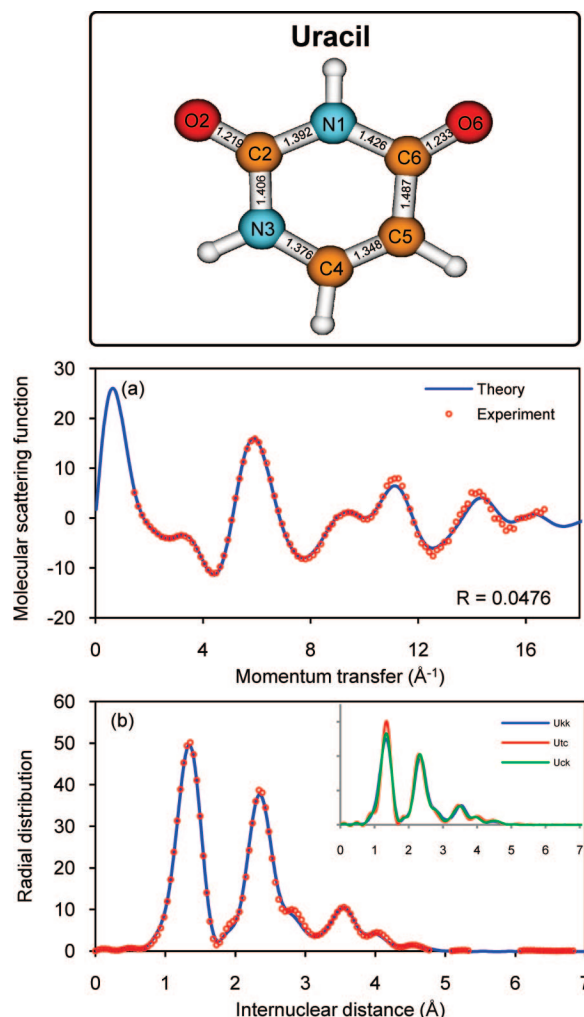 Uracil
O2
1.219
C2
1.392
N1
1.426
C6
1.233
O6
1.406
1.487
N3
1.376
C4
1.348
C5
30
20
10
0
-10
-20
Molecular scattering function
(a)
Theory
Experiment
R = 0.0476
0 4 8 12 16
Momentum transfer (Å-1)
60
50
40
30
20
10
0
Radial distribution
(b)
Ukk
Utc
Uck
0 1 2 3 4 5 6 7
0 1 2 3 4 5 6 7
Internuclear distance (Å)